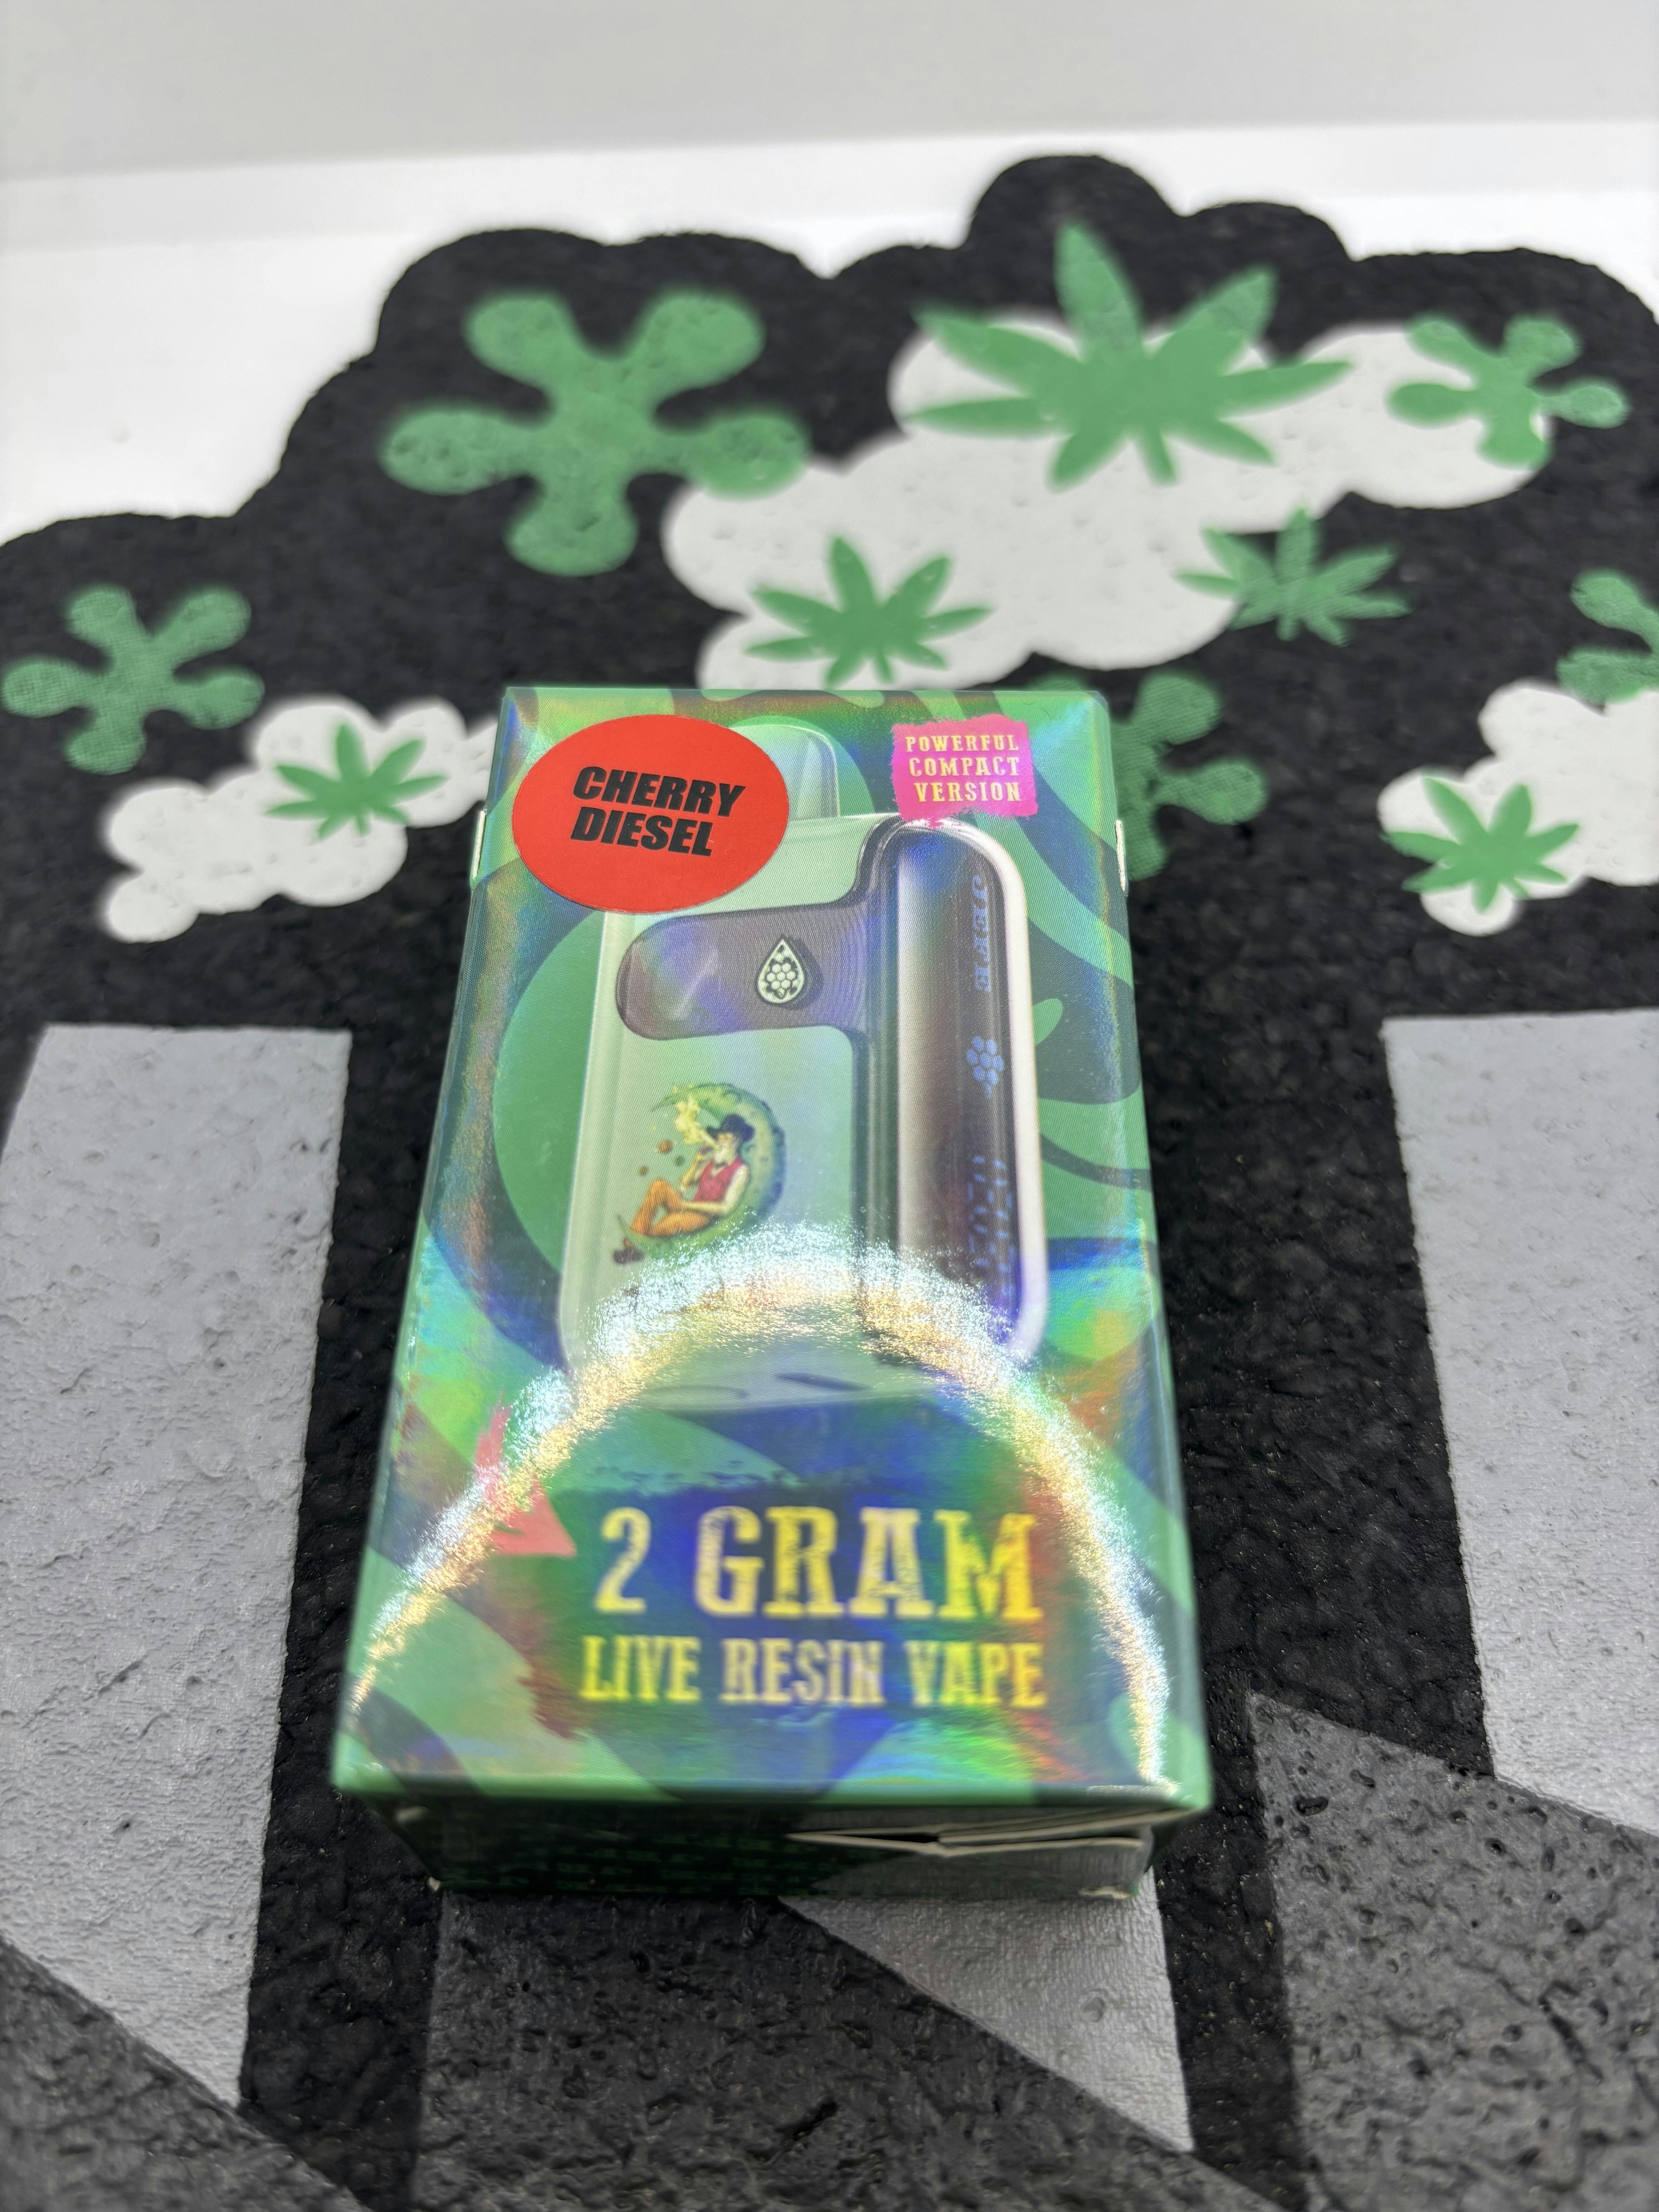 CHERRY
DIESEL
POWERFUL
COMPACT
VERSION
2 GRAM
LIVE RESIN VAPE